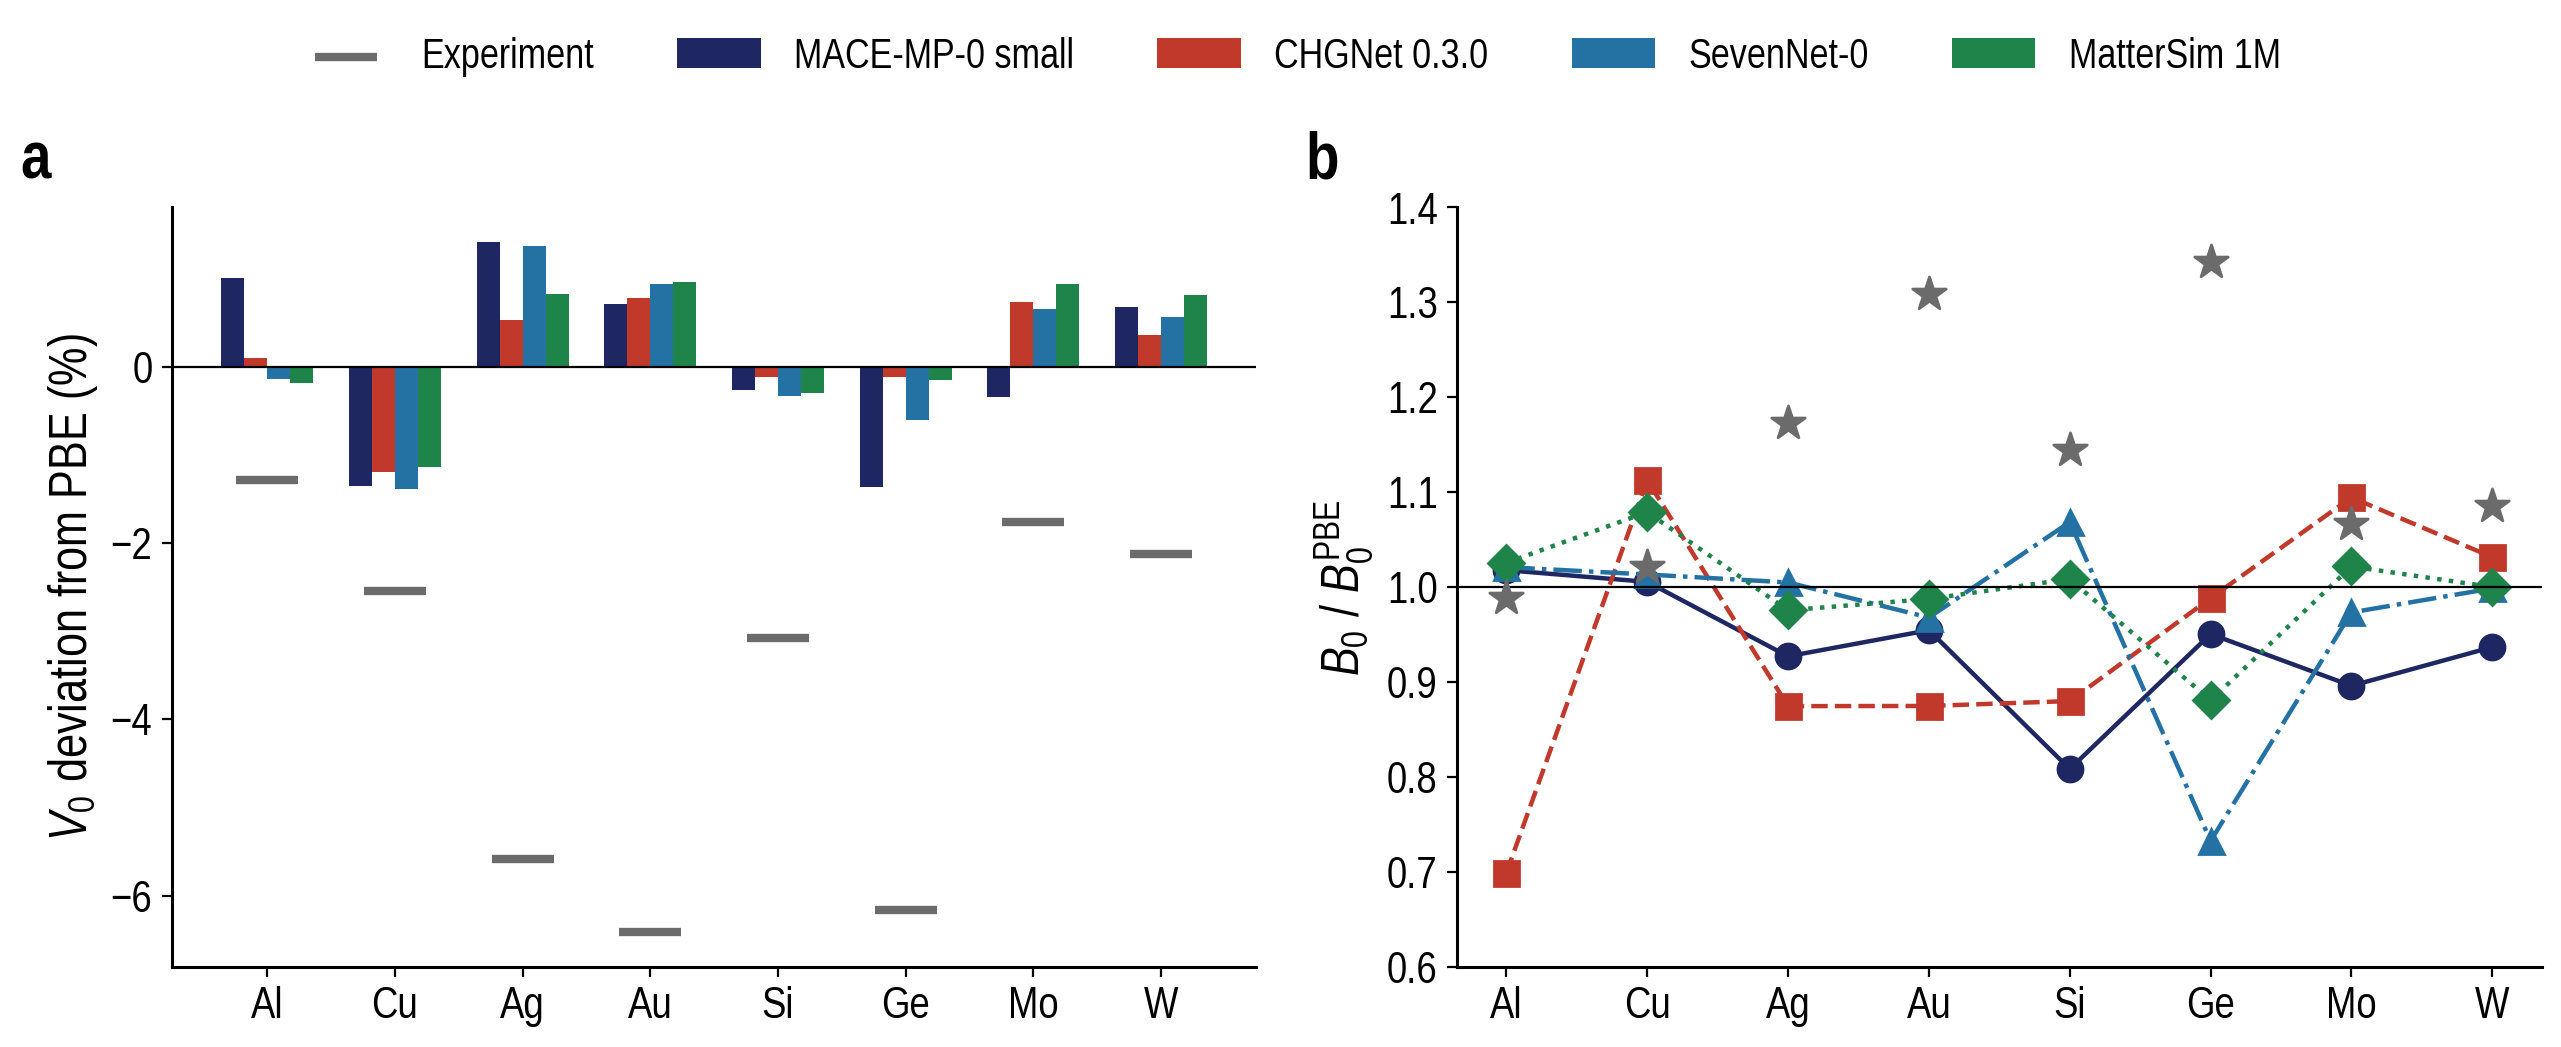 Experiment MACE-MP-0 small CHGNet 0.3.0 SevenNet-0 MatterSim 1M
a
V0 deviation from PBE (%)
0
−2
−4
−6
Al Cu Ag Au Si Ge Mo W
b
B0 / B0PBE
1.4
1.3
1.2
1.1
1.0
0.9
0.8
0.7
0.6
Al Cu Ag Au Si Ge Mo W